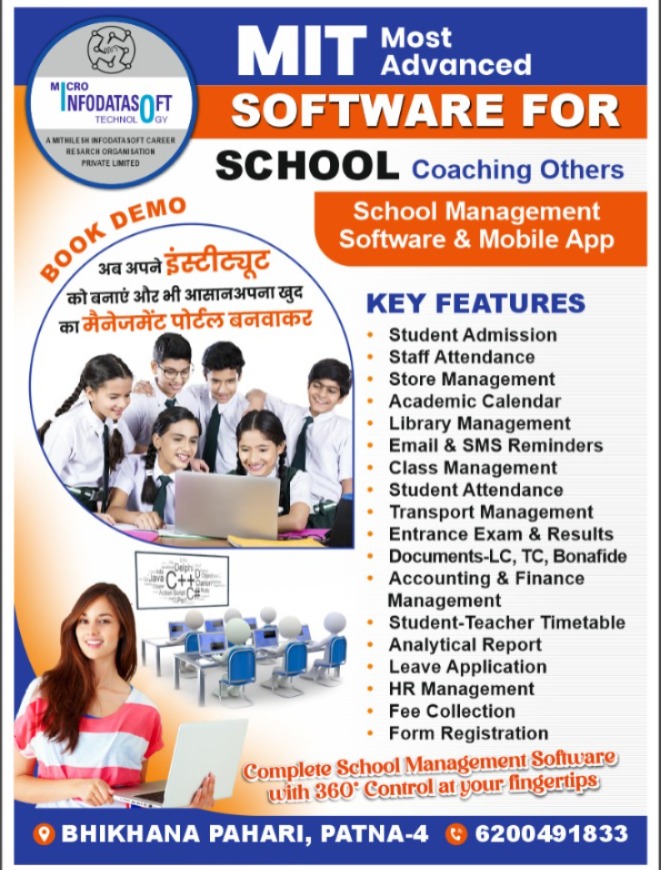 MIT Most
Advanced
MICRO
INFODATASOFT
TECHNOLOGY
A MITHILESH INFODATASOFT CAREER
RESARCH ORGANISATION
PRIVATE LIMITED
SOFTWARE FOR
SCHOOL Coaching Others
School Management
Software & Mobile App
BOOK DEMO
अब अपने इंस्टीट्यूट
को बनाएं और भी आसानअपना खुद
का मैनेजमेंट पोर्टल बनवाकर
KEY FEATURES
• Student Admission
• Staff Attendance
• Store Management
• Academic Calendar
• Library Management
• Email & SMS Reminders
• Class Management
• Student Attendance
• Transport Management
• Entrance Exam & Results
• Documents-LC, TC, Bonafide
• Accounting & Finance
Management
• Student-Teacher Timetable
• Analytical Report
• Leave Application
• HR Management
• Fee Collection
• Form Registration
Delphi
Java C++ D
C#
Complete School Management Software
with 360° Control at your fingertips
BHIKHANA PAHARI, PATNA-4 6200491833